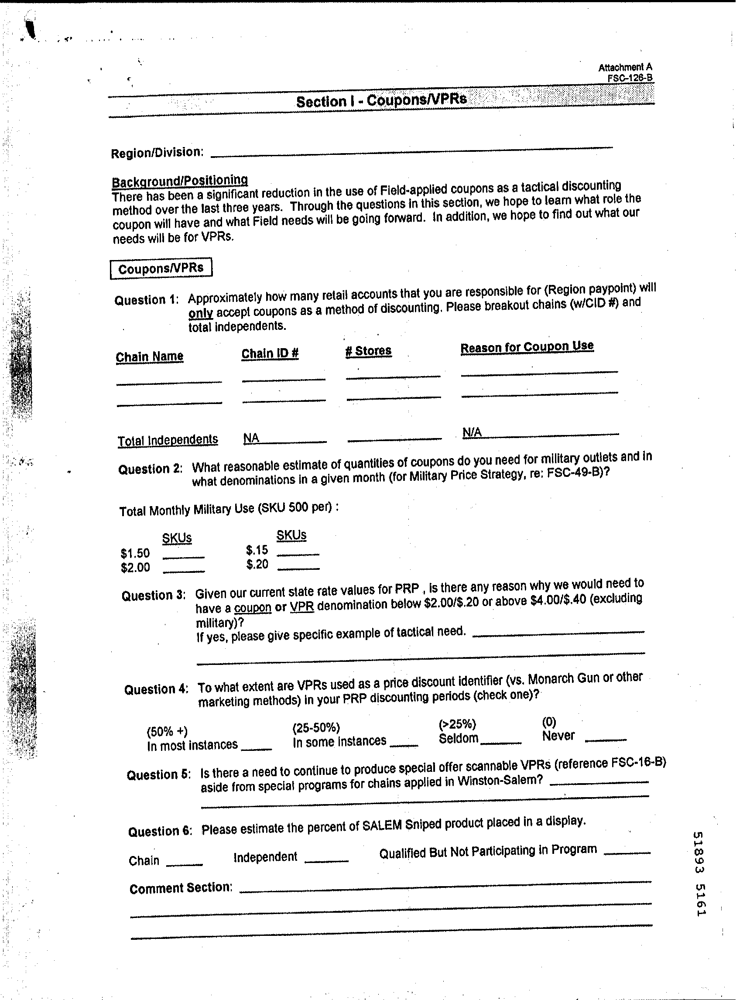 Attachment A
FSC-126-B
Section I - Coupons/VPRs
Region/Division:
Background/Positioning
There has been a significant reduction in the use of Field-applied coupons as a tactical discounting
method over the last three years. Through the questions in this section, we hope to learn what role the
coupon will have and what Field needs will be going forward. In addition, we hope to find out what our
needs will be for VPRs.
Coupons/VPRs
Question 1: Approximately how many retail accounts that you are responsible for (Region paypoint) will
only accept coupons as a method of discounting. Please breakout chains (w/CID #) and
total independents.
Chain Name Chain ID # # Stores Reason for Coupon Use
Total Independents NA N/A
Question 2: What reasonable estimate of quantities of coupons do you need for military outlets and in
what denominations in a given month (for Military Price Strategy, re: FSC-49-B)?
Total Monthly Military Use (SKU 500 per) :
SKUs SKUs
$1.50 $.15
$2.00 $.20
Question 3: Given our current state rate values for PRP , is there any reason why we would need to
have a coupon or VPR denomination below $2.00/$.20 or above $4.00/$.40 (excluding
military)?
If yes, please give specific example of tactical need.
Question 4: To what extent are VPRs used as a price discount identifier (vs. Monarch Gun or other
marketing methods) in your PRP discounting periods (check one)?
(50% +) (25-50%) (>25%) (0)
In most instances In some instances Seldom Never
Question 5: Is there a need to continue to produce special offer scannable VPRs (reference FSC-16-B)
aside from special programs for chains applied in Winston-Salem?
Question 6: Please estimate the percent of SALEM Sniped product placed in a display.
Chain Independent Qualified But Not Participating in Program
Comment Section:
51893 5161